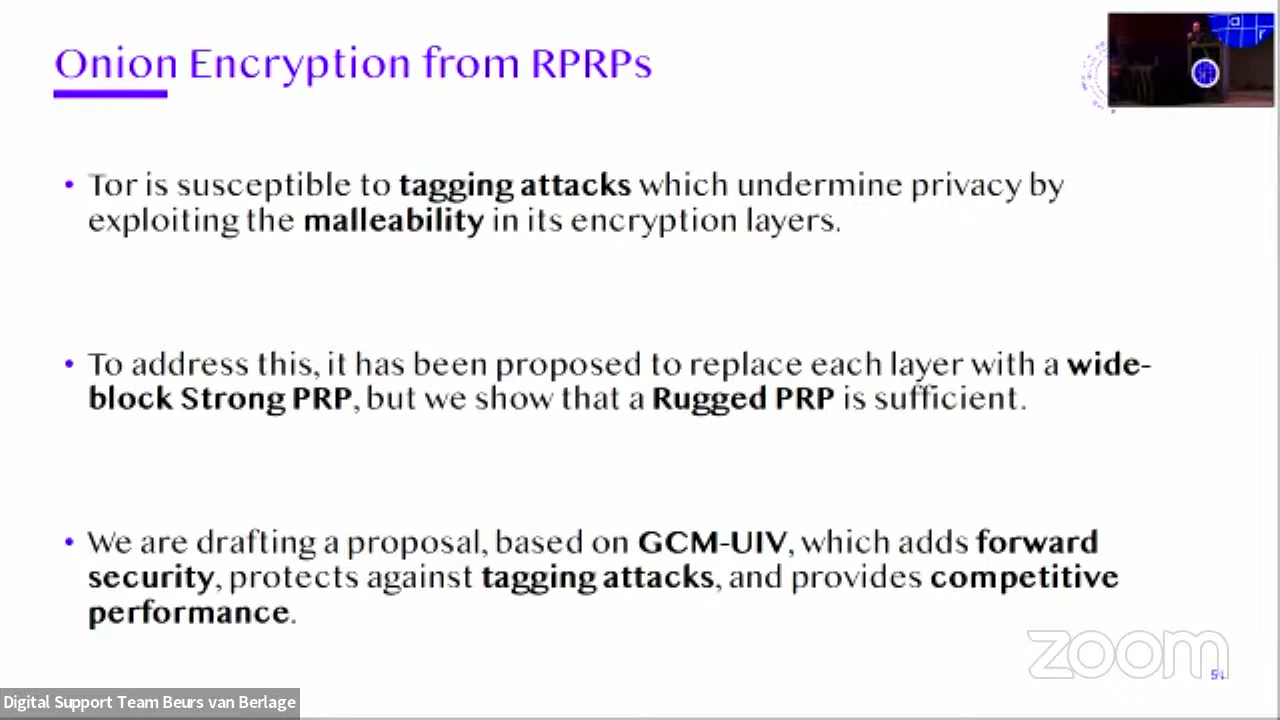 Onion Encryption from RPRPs
• Tor is susceptible to tagging attacks which undermine privacy by
exploiting the malleability in its encryption layers.
• To address this, it has been proposed to replace each layer with a wide-
block Strong PRP, but we show that a Rugged PRP is sufficient.
• We are drafting a proposal, based on GCM-UIV, which adds forward
security, protects against tagging attacks, and provides competitive
performance.
zoom
Digital Support Team Beurs van Berlage